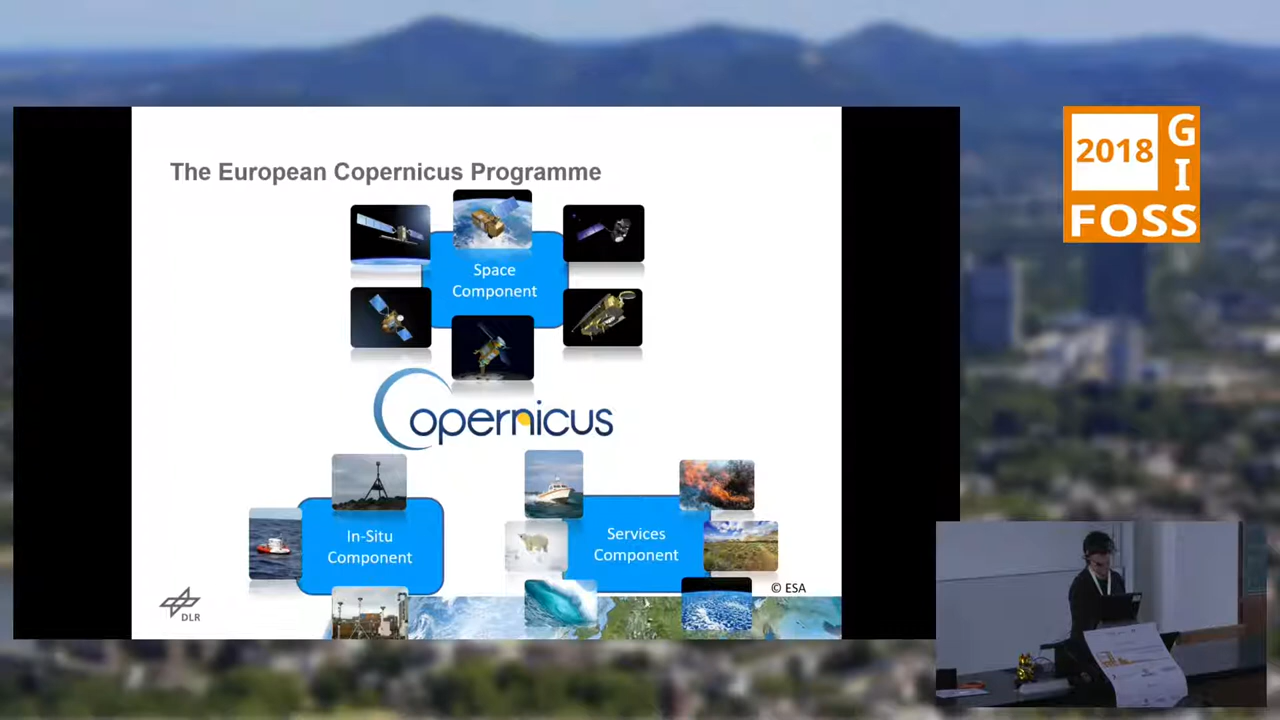 The European Copernicus Programme
Space
Component
Copernicus
In-Situ
Component
Services
Component
© ESA
DLR
2018
G
I
FOSS